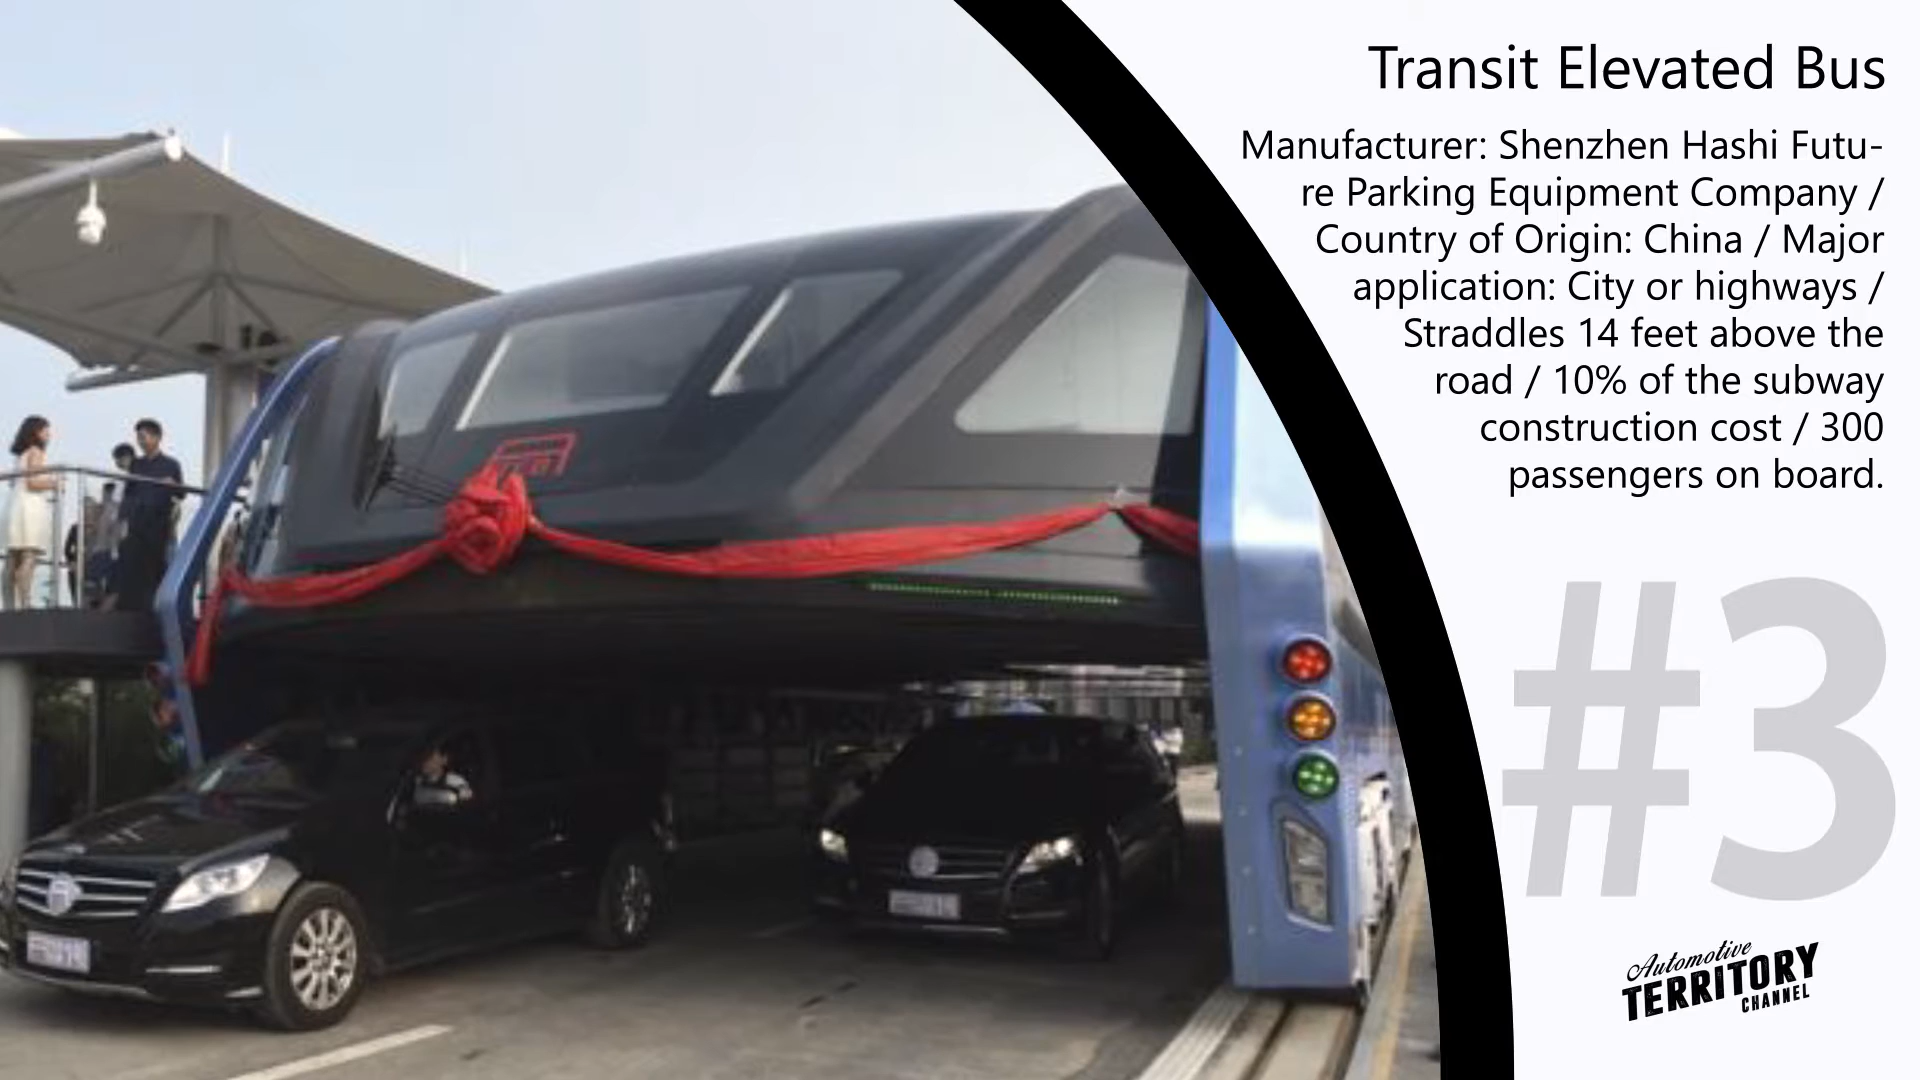 Transit Elevated Bus
Manufacturer: Shenzhen Hashi Futu-
re Parking Equipment Company /
Country of Origin: China / Major
application: City or highways /
Straddles 14 feet above the
road / 10% of the subway
construction cost / 300
passengers on board.
#3
Automotive
TERRITORY
CHANNEL